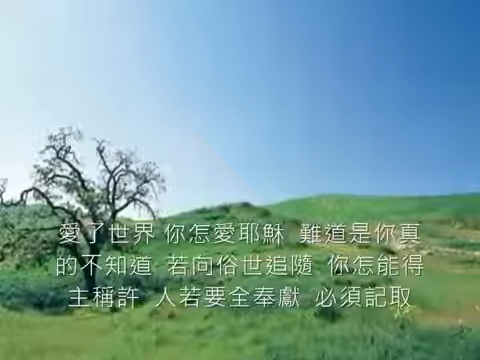 愛了世界 你怎愛耶穌 難道是你真
的不知道 若向俗世追隨 你怎能得
主稱許 人若要全奉獻 必須記取